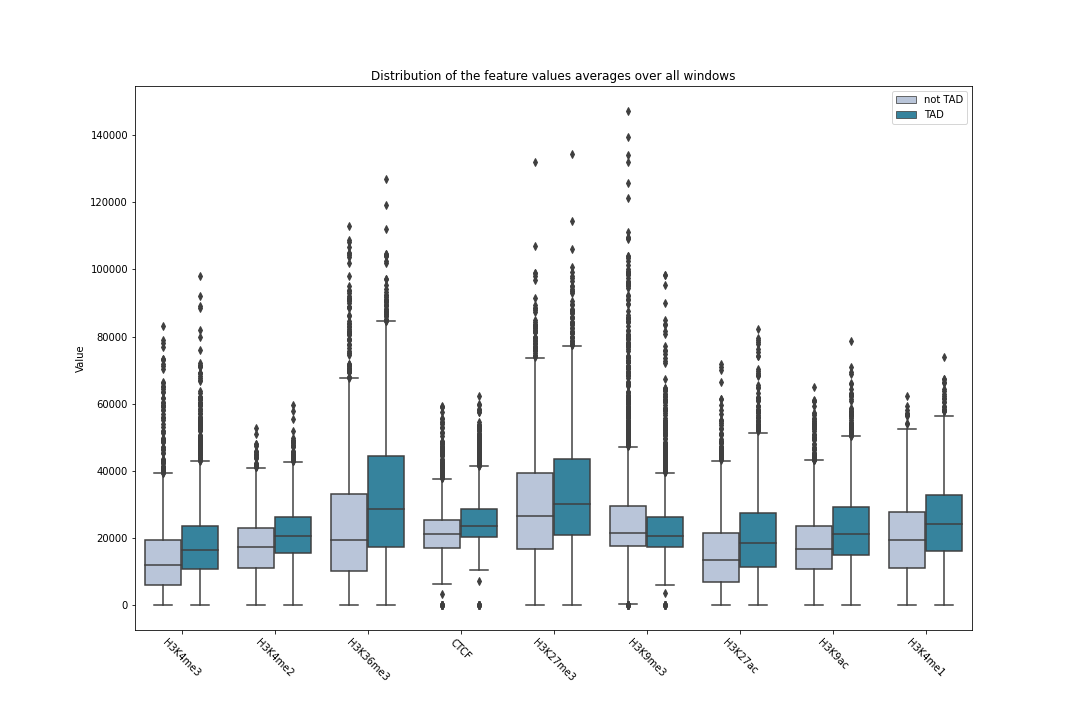 Distribution of the feature values averages over all windows
not TAD
TAD
Value
140000
120000
100000
80000
60000
40000
20000
0
H3K4me3
H3K4me2
H3K36me3
CTCF
H3K27me3
H3K9me3
H3K27ac
H3K9ac
H3K4me1